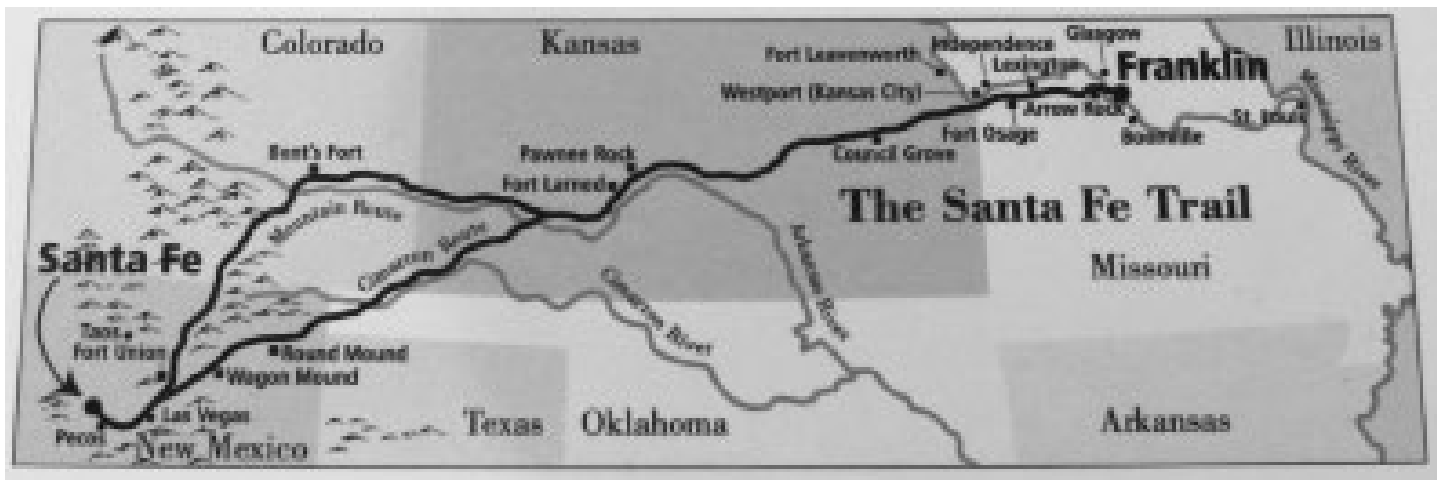 Colorado
Kansas
Illinois
Glasgow
Independence
Fort Leavenworth
Lexington
Franklin
Westport (Kansas City)
Arrow Rock
St. Louis
Mississippi River
Fort Osage
Boonville
Council Grove
Bent's Fort
Pawnee Rock
Fort Larned
Mountain Route
The Santa Fe Trail
Cimarron Route
Arkansas River
Santa Fe
Missouri
Cimarron River
Taos
Fort Union
Round Mound
Wagon Mound
Las Vegas
Pecos
New Mexico
Texas
Oklahoma
Arkansas